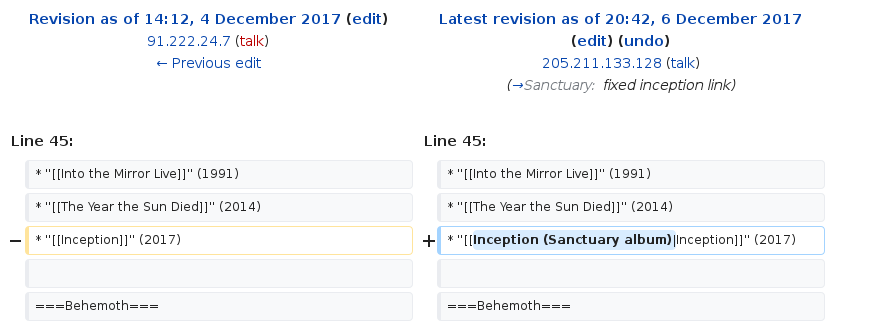 Revision as of 14:12, 4 December 2017 (edit)
91.222.24.7 (talk)
← Previous edit
Latest revision as of 20:42, 6 December 2017
(edit) (undo)
205.211.133.128 (talk)
(→Sanctuary: fixed inception link)
Line 45:
Line 45:
* "[[Into the Mirror Live]]" (1991)
* "[[Into the Mirror Live]]" (1991)
* "[[The Year the Sun Died]]" (2014)
* "[[The Year the Sun Died]]" (2014)
− * "[[Inception]]" (2017)
+ * "[[Inception (Sanctuary album)|Inception]]" (2017)
===Behemoth===
===Behemoth===